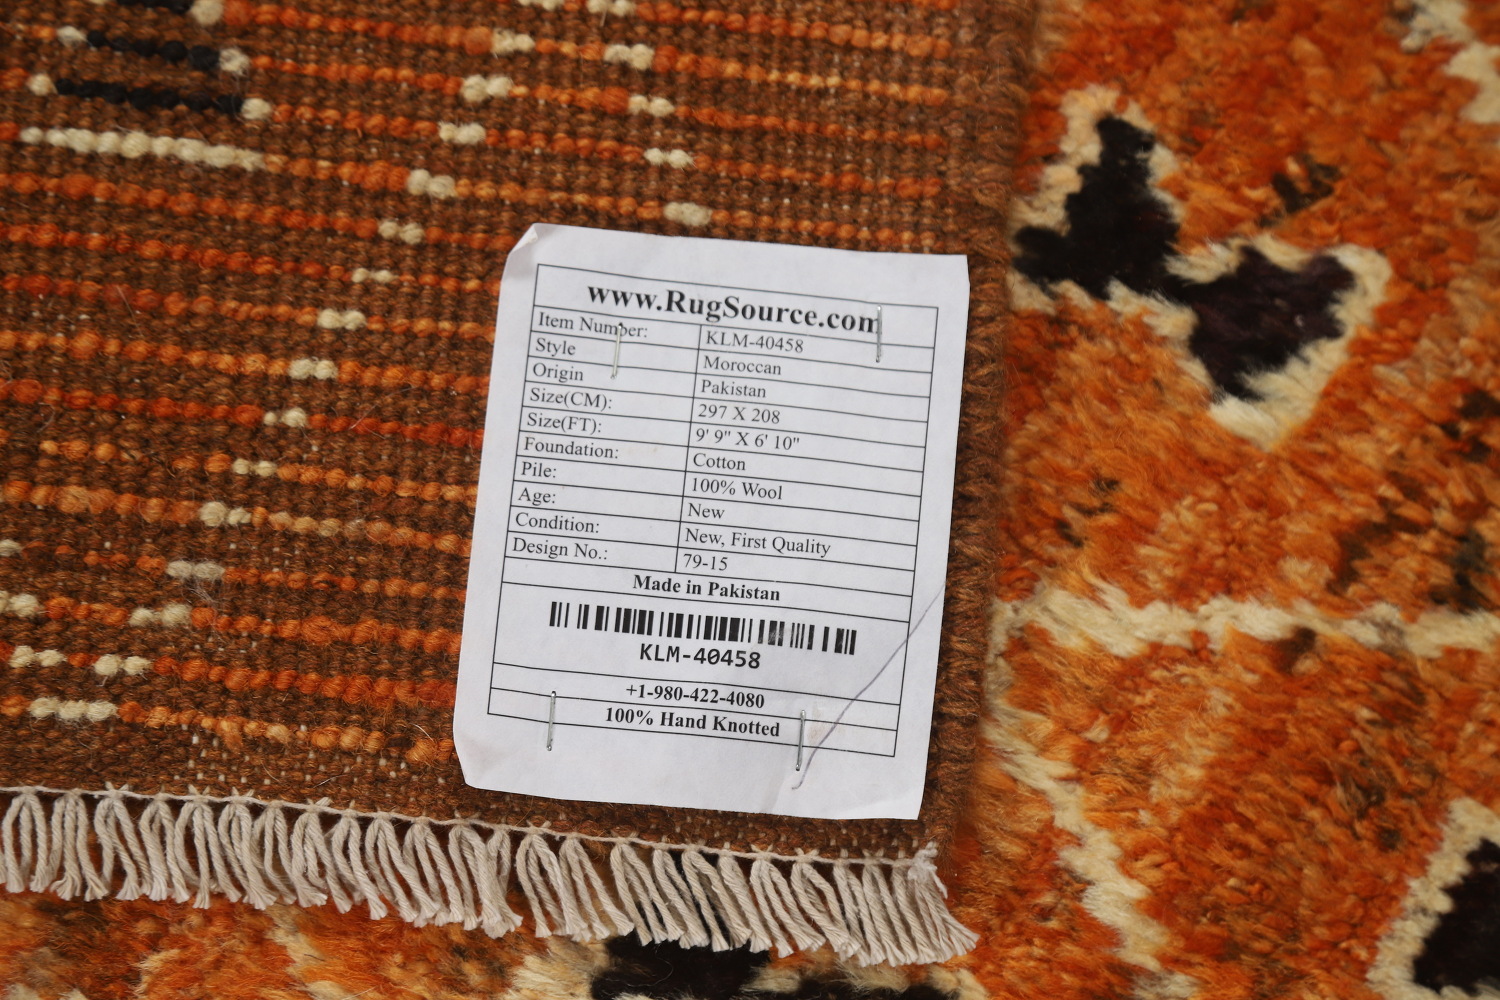 www.RugSource.com
Item Number: KLM-40458
Style Moroccan
Origin Pakistan
Size(CM): 297 X 208
Size(FT): 9' 9" X 6' 10"
Foundation: Cotton
Pile: 100% Wool
Age: New
Condition: New, First Quality
Design No.: 79-15
Made in Pakistan
KLM-40458
+1-980-422-4080
100% Hand Knotted